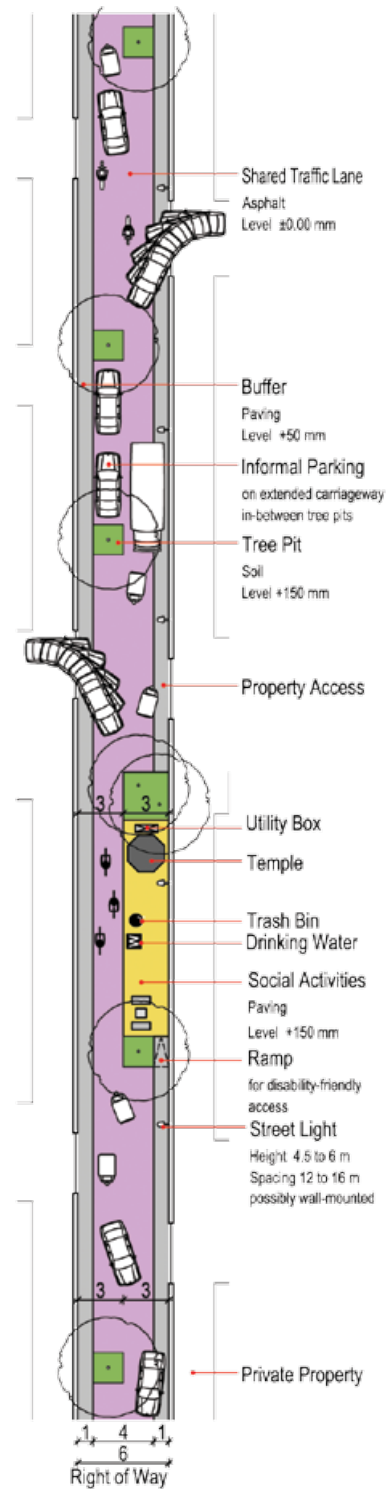 Shared Traffic Lane
Asphalt
Level ±0.00 mm
Buffer
Paving
Level +50 mm
Informal Parking
on extended carriageway
in-between tree pits
Tree Pit
Soil
Level +150 mm
Property Access
3 3
Utility Box
Temple
Trash Bin
Drinking Water
Social Activities
Paving
Level +150 mm
Ramp
for disability-friendly
access
Street Light
Height 4.5 to 6 m
Spacing 12 to 16 m
possibly wall-mounted
3 3
Private Property
1 4 1
6
Right of Way